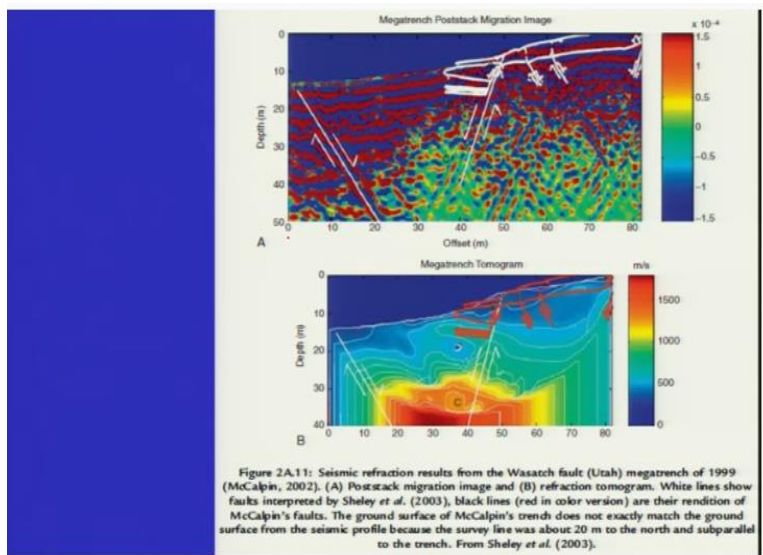 Megatrench Poststack Migration Image
x 10⁻⁴
0
10
20
30
40
50
Depth (m)
0 10 20 30 40 50 60 70 80
Offset (m)
1.5
1
0.5
0
−0.5
−1
−1.5
A
Megatrench Tomogram
m/s
0
10
20
30
40
Depth (m)
C
0 10 20 30 40 50 60 70 80
1500
1000
500
0
B
Figure 2A.11: Seismic refraction results from the Wasatch fault (Utah) megatrench of 1999
(McCalpin, 2002). (A) Poststack migration image and (B) refraction tomogram. White lines show
faults interpreted by Sheley et al. (2003), black lines (red in color version) are their rendition of
McCalpin's faults. The ground surface of McCalpin's trench does not exactly match the ground
surface from the seismic profile because the survey line was about 20 m to the north and subparallel
to the trench. From Sheley et al. (2003).